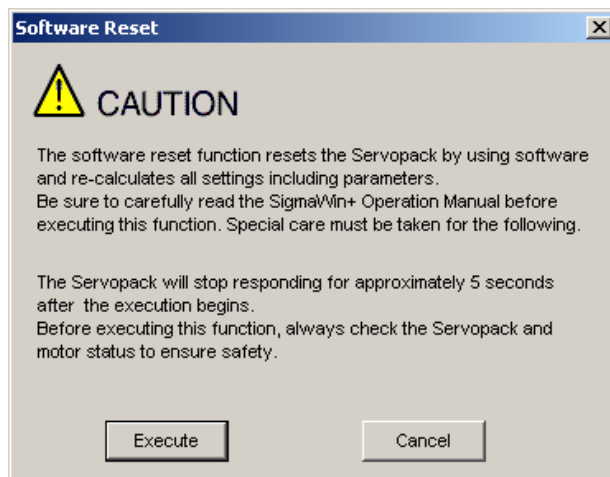 Software Reset
CAUTION
The software reset function resets the Servopack by using software
and re-calculates all settings including parameters.
Be sure to carefully read the SigmaWin+ Operation Manual before
executing this function. Special care must be taken for the following.
The Servopack will stop responding for approximately 5 seconds
after the execution begins.
Before executing this function, always check the Servopack and
motor status to ensure safety.
Execute Cancel